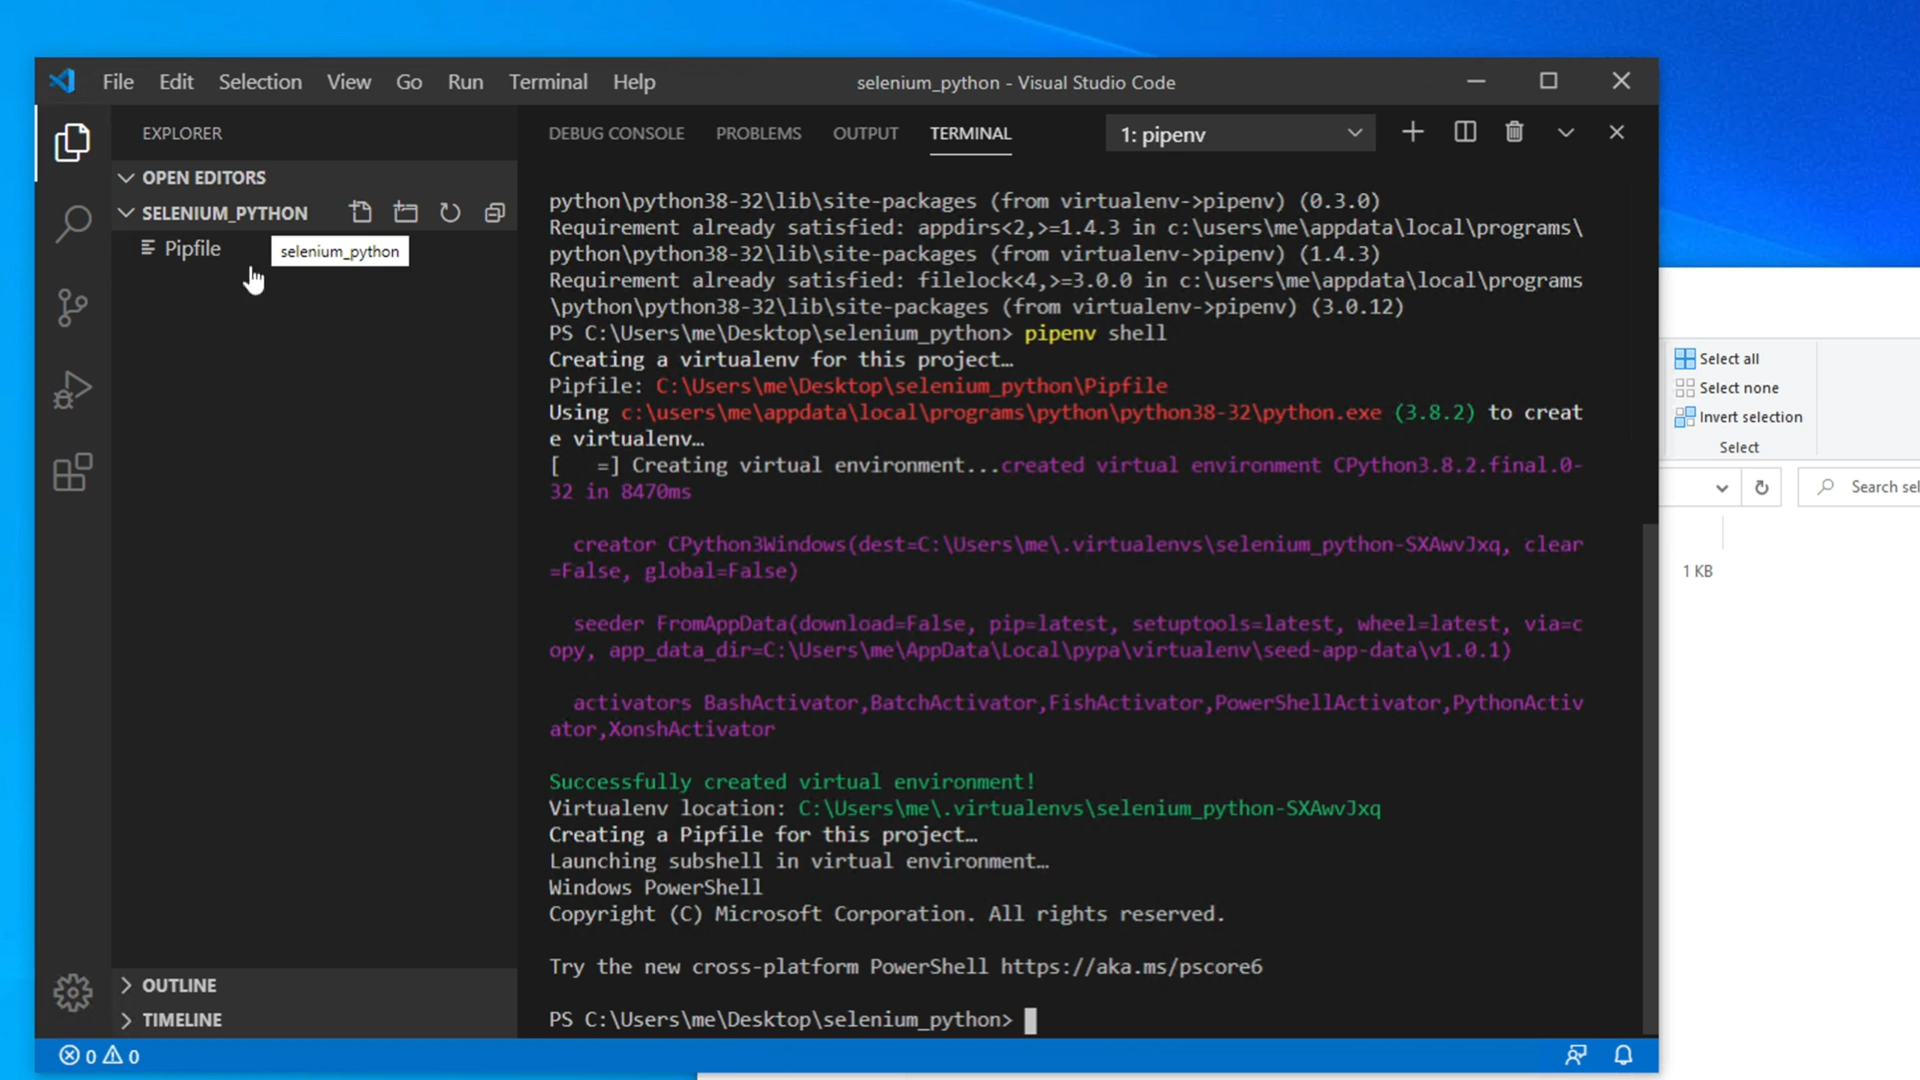 File Edit Selection View Go Run Terminal Help
selenium_python - Visual Studio Code
EXPLORER
OPEN EDITORS
SELENIUM_PYTHON
Pipfile
selenium_python
OUTLINE
TIMELINE
DEBUG CONSOLE PROBLEMS OUTPUT TERMINAL
1: pipenv
python\python38-32\lib\site-packages (from virtualenv->pipenv) (0.3.0)
Requirement already satisfied: appdirs<2,>=1.4.3 in c:\users\me\appdata\local\programs\
python\python38-32\lib\site-packages (from virtualenv->pipenv) (1.4.3)
Requirement already satisfied: filelock<4,>=3.0.0 in c:\users\me\appdata\local\programs
\python\python38-32\lib\site-packages (from virtualenv->pipenv) (3.0.12)
PS C:\Users\me\Desktop\selenium_python> pipenv shell
Creating a virtualenv for this project…
Pipfile: C:\Users\me\Desktop\selenium_python\Pipfile
Using c:\users\me\appdata\local\programs\python\python38-32\python.exe (3.8.2) to creat
e virtualenv…
[   =] Creating virtual environment...created virtual environment CPython3.8.2.final.0-
32 in 8470ms
creator CPython3Windows(dest=C:\Users\me\.virtualenvs\selenium_python-SXAwvJxq, clear
=False, global=False)
seeder FromAppData(download=False, pip=latest, setuptools=latest, wheel=latest, via=c
opy, app_data_dir=C:\Users\me\AppData\Local\pypa\virtualenv\seed-app-data\v1.0.1)
activators BashActivator,BatchActivator,FishActivator,PowerShellActivator,PythonActiv
ator,XonshActivator
Successfully created virtual environment!
Virtualenv location: C:\Users\me\.virtualenvs\selenium_python-SXAwvJxq
Creating a Pipfile for this project…
Launching subshell in virtual environment…
Windows PowerShell
Copyright (C) Microsoft Corporation. All rights reserved.
Try the new cross-platform PowerShell https://aka.ms/pscore6
PS C:\Users\me\Desktop\selenium_python>
0 0
Select all
Select none
Invert selection
Select
Search sel
1 KB